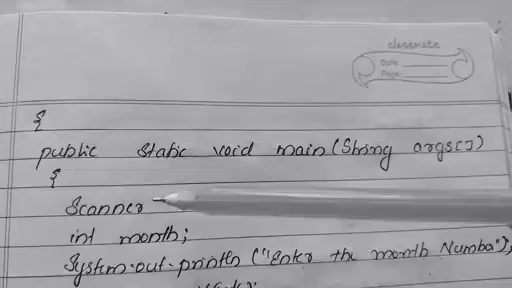 classmate
Date
Page
{
public static void main(String args[])
{
Scanner
int month;
System.out.println("Enter the month Number");